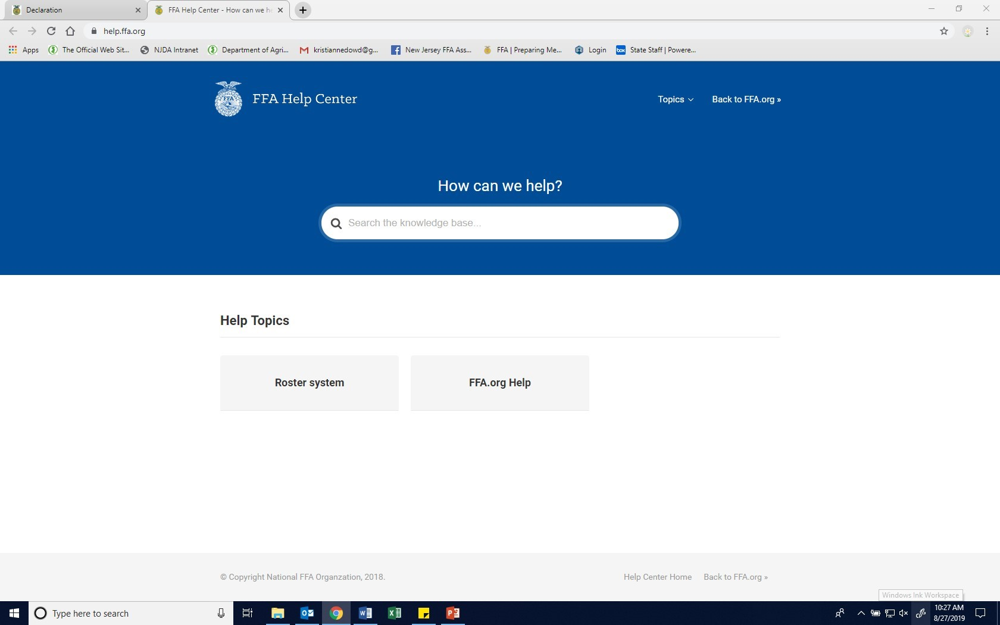 Declaration
FFA Help Center - How can we he
help.ffa.org
Apps
The Official Web Sit...
NJDA Intranet
Department of Agri...
kristiannedowd@g...
New Jersey FFA Ass...
FFA | Preparing Me...
Login
box
State Staff | Powere...
FFA
FFA Help Center
Topics
Back to FFA.org »
How can we help?
Search the knowledge base...
Help Topics
Roster system
FFA.org Help
© Copyright National FFA Organzation, 2018.
Help Center Home
Back to FFA.org »
Windows Ink Workspace
Type here to search
10:27 AM
8/27/2019